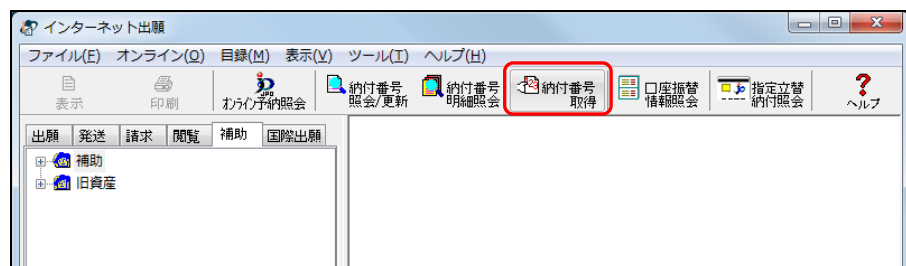 インターネット出願
ファイル(F) オンライン(O) 目録(M) 表示(V) ツール(T) ヘルプ(H)
表示
印刷
オンライン予納照会
納付番号
照会/更新
納付番号
明細照会
納付番号
取得
口座振替
情報照会
指定立替
納付照会
ヘルプ
出願 発送 請求 閲覧 補助 国際出願
補助
旧資産